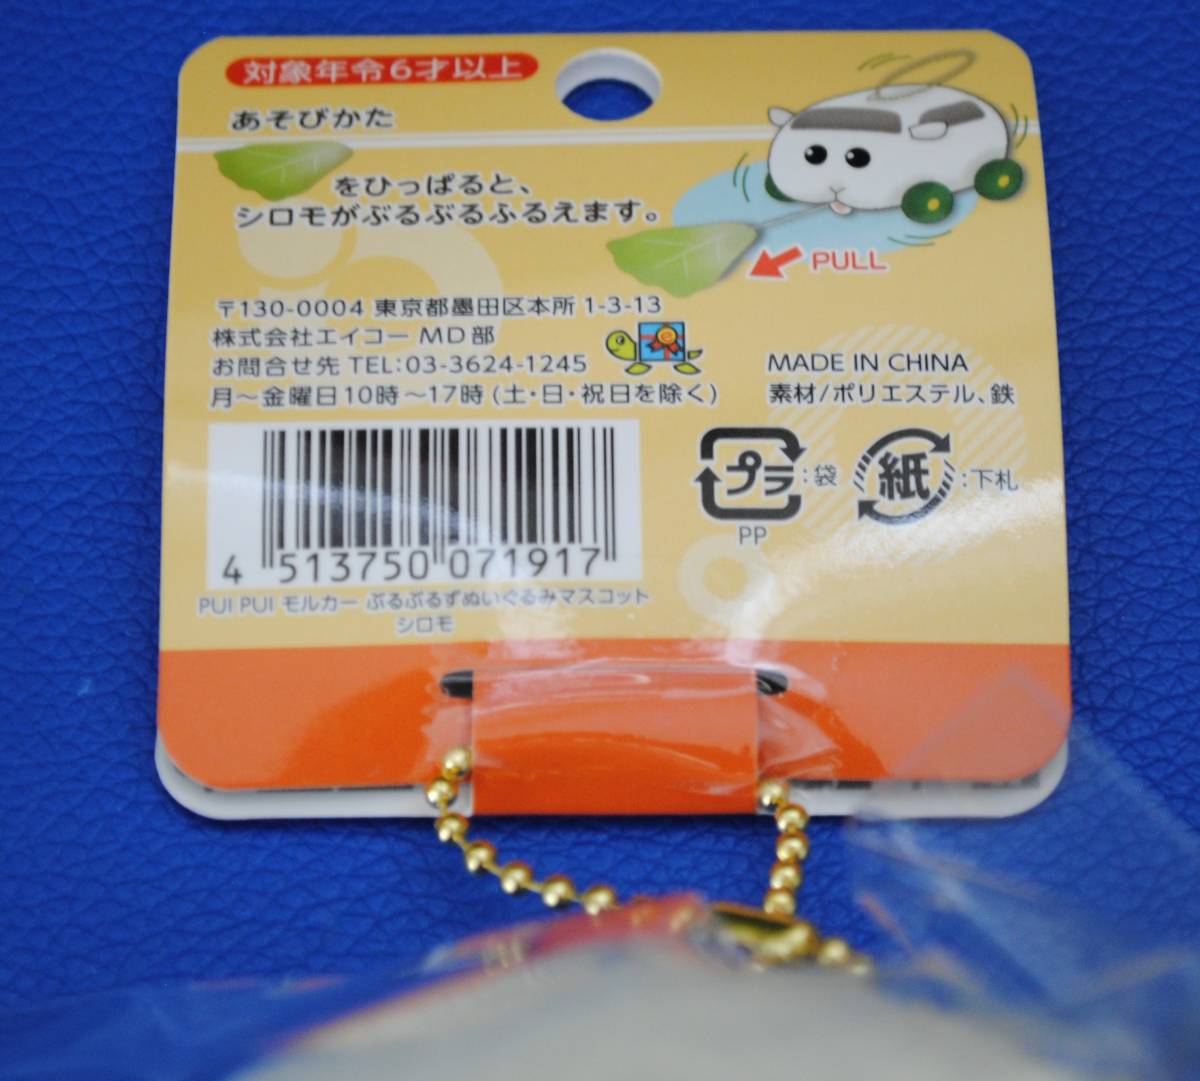 対象年令6才以上
あそびかた
をひっぱると、
シロモがぶるぶるふるえます。
PULL
〒130-0004 東京都墨田区本所 1-3-13
株式会社エイコー MD部
お問合せ先 TEL:03-3624-1245
月～金曜日10時～17時 (土・日・祝日を除く)
MADE IN CHINA
素材/ポリエステル、鉄
プラ:袋
PP
紙:下札
4 513750 071917
PUI PUI モルカー ぶるぶるずぬいぐるみマスコット
シロモ